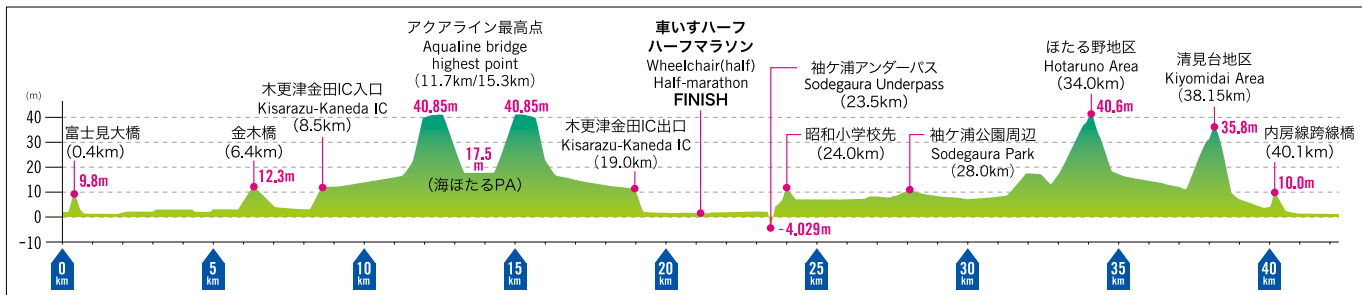 (m)
40
30
20
10
0
-10
富士見大橋
(0.4km)
9.8m
金木橋
(6.4km)
12.3m
木更津金田IC入口
Kisarazu-Kaneda IC
(8.5km)
アクアライン最高点
Aqualine bridge
highest point
(11.7km/15.3km)
40.85m
40.85m
17.5
m
(海ほたるPA)
木更津金田IC出口
Kisarazu-Kaneda IC
(19.0km)
車いすハーフ
ハーフマラソン
Wheelchair(half)
Half-marathon
FINISH
袖ケ浦アンダーパス
Sodegaura Underpass
(23.5km)
-4.029m
昭和小学校先
(24.0km)
袖ケ浦公園周辺
Sodegaura Park
(28.0km)
ほたる野地区
Hotaruno Area
(34.0km)
40.6m
清見台地区
Kiyomidai Area
(38.15km)
35.8m
内房線跨線橋
(40.1km)
10.0m
0
km
5
km
10
km
15
km
20
km
25
km
30
km
35
km
40
km